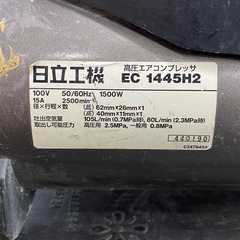 日立工機 高圧エアコンプレッサ EC 1445H2
100V 50/60Hz 1500W
15A 2500min⁻¹
径×行程×数 (低)62mm×26mm×1
(高)40mm×11mm×1
吐出空気量 105L/min(0.7MPa時), 80L/min(2.3MPa時)
取出し可能圧力 高圧用 2.5MPa, 一般用 0.8MPa
440190